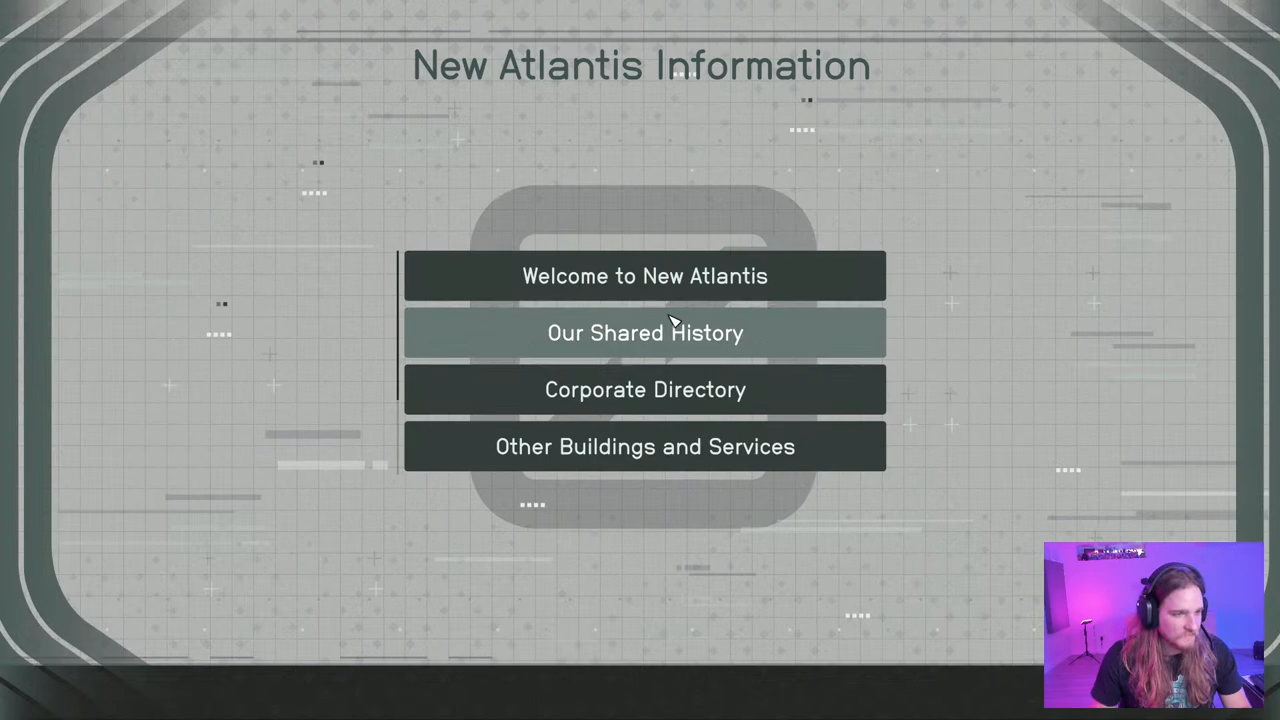 New Atlantis Information
Welcome to New Atlantis
Our Shared History
Corporate Directory
Other Buildings and Services